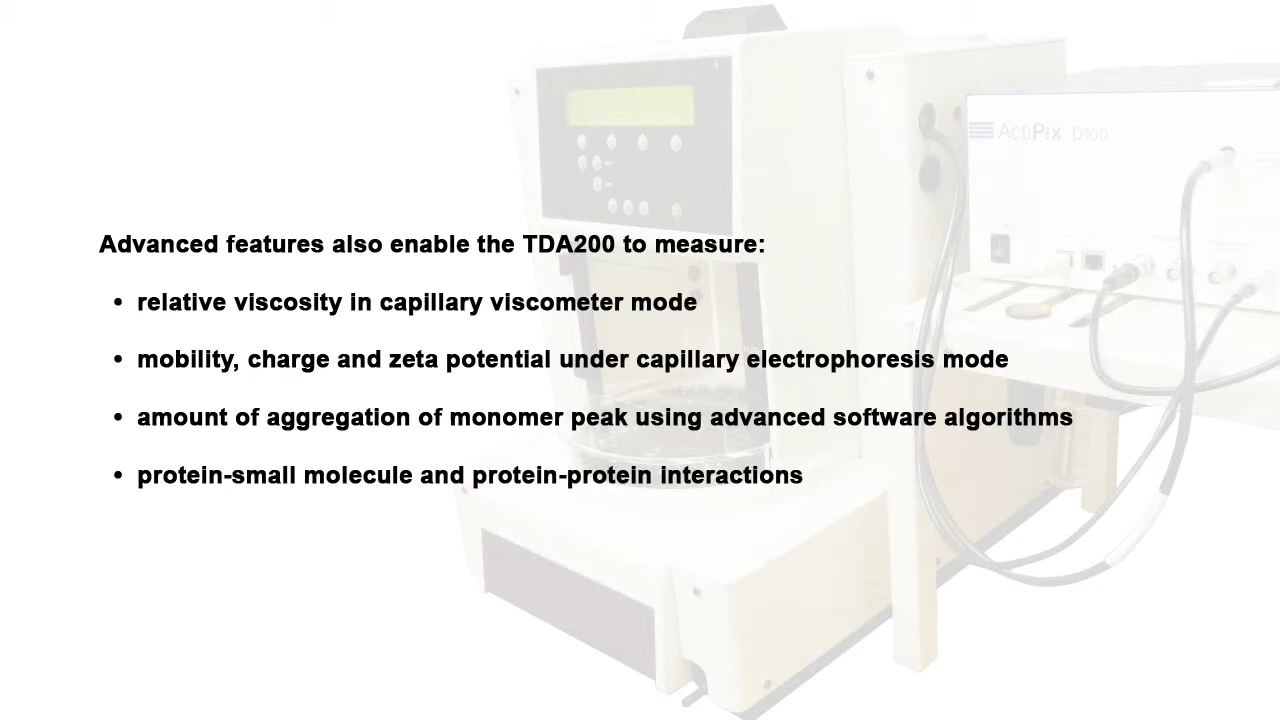 Advanced features also enable the TDA200 to measure:
• relative viscosity in capillary viscometer mode
• mobility, charge and zeta potential under capillary electrophoresis mode
• amount of aggregation of monomer peak using advanced software algorithms
• protein-small molecule and protein-protein interactions
ActiPix D100